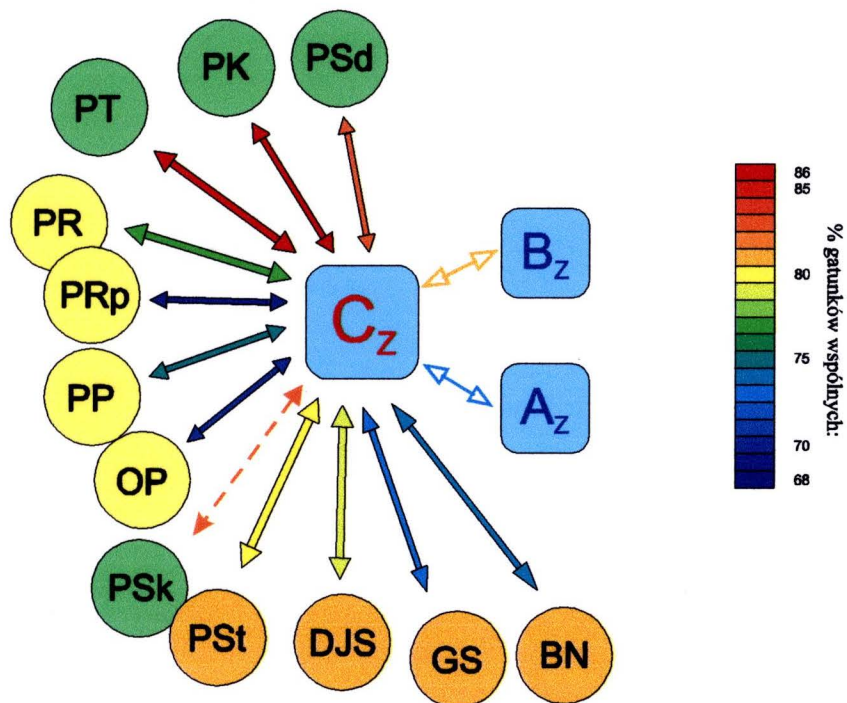 PT
PK
PSd
PR
PRp
PP
OP
PSk
PSt
DJS
GS
BN
Cz
Bz
Az
86
85
80
75
70
68
% gatunków wspólnych: